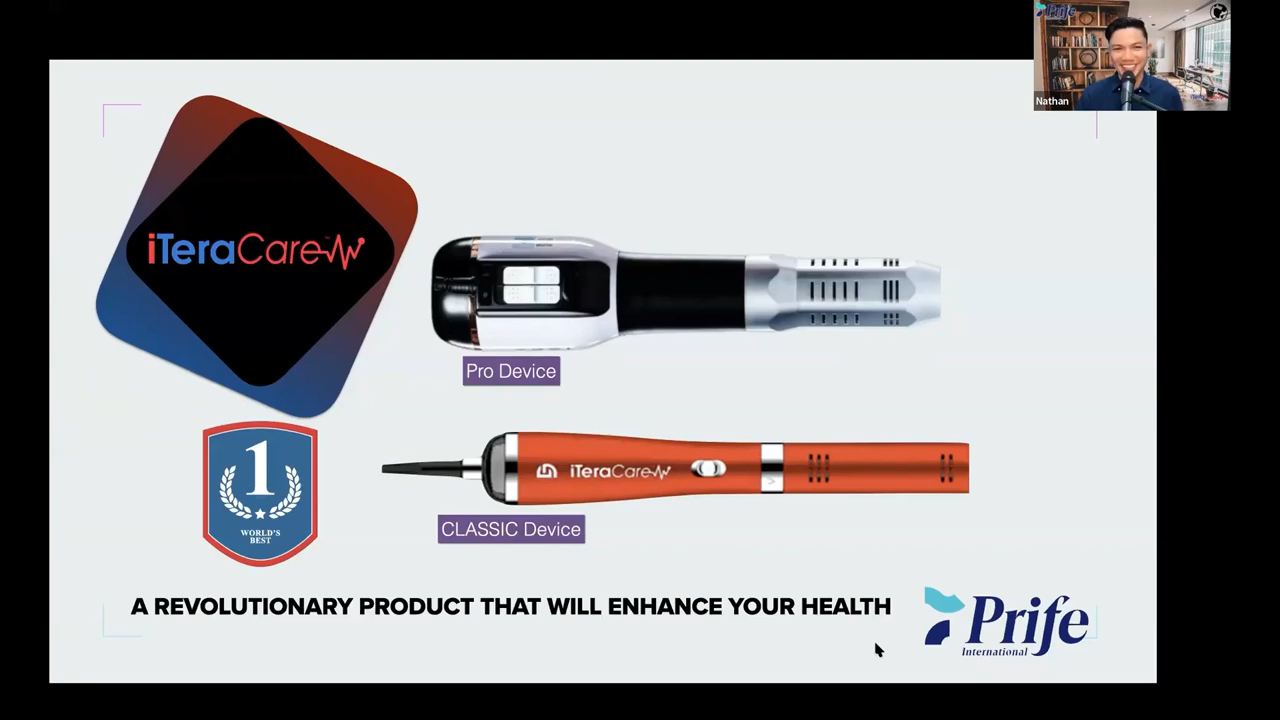 Prife
Nathan
iTeraCare
Pro Device
iTeraCare
CLASSIC Device
1
WORLD'S
BEST
A REVOLUTIONARY PRODUCT THAT WILL ENHANCE YOUR HEALTH
Prife
International